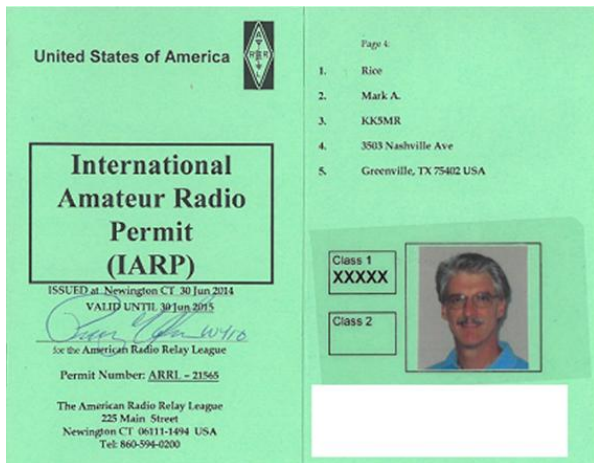 United States of America
A
R R
L
International
Amateur Radio
Permit
(IARP)
ISSUED at Newington CT 30 Jun 2014
VALID UNTIL 30 Jun 2015
W4TO
for the American Radio Relay League
Permit Number: ARRL – 21565
The American Radio Relay League
225 Main Street
Newington CT 06111-1494 USA
Tel: 860-594-0200
Page 4:
1. Rice
2. Mark A.
3. KK5MR
4. 3503 Nashville Ave
5. Greenville, TX 75402 USA
Class 1
XXXXX
Class 2